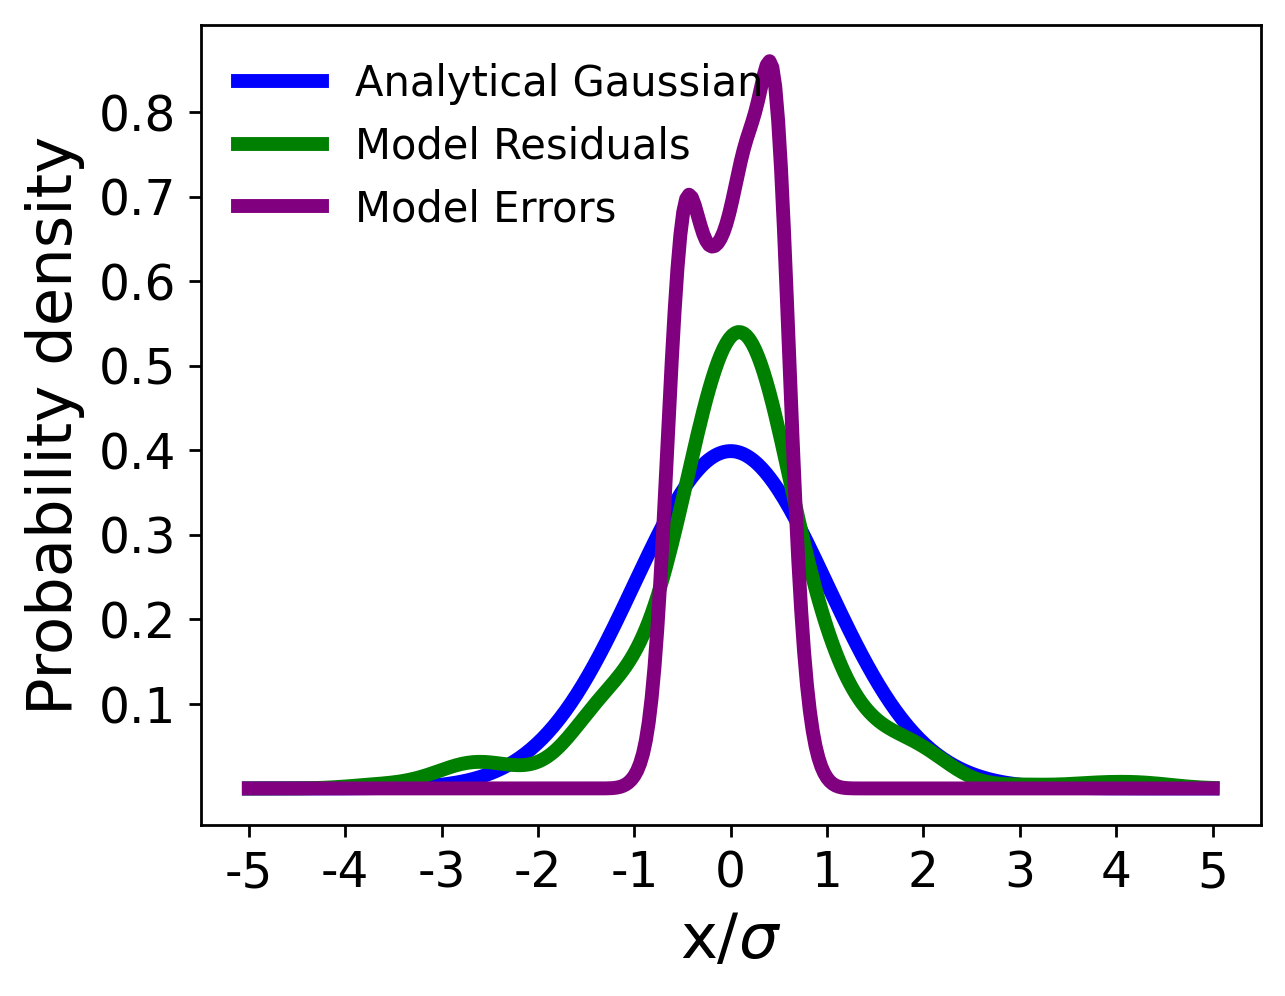 Analytical Gaussian
Model Residuals
Model Errors
Probability density
0.8
0.7
0.6
0.5
0.4
0.3
0.2
0.1
-5 -4 -3 -2 -1 0 1 2 3 4 5
x/σ